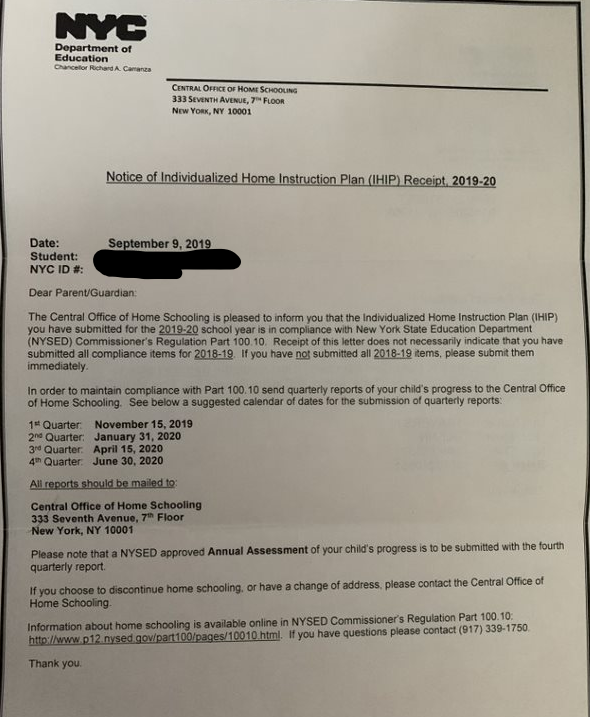 NYC
Department of
Education
Chancellor Richard A. Carranza
CENTRAL OFFICE OF HOME SCHOOLING
333 SEVENTH AVENUE, 7TH FLOOR
NEW YORK, NY 10001
Notice of Individualized Home Instruction Plan (IHIP) Receipt, 2019-20
Date: September 9, 2019
Student:
NYC ID #:
Dear Parent/Guardian:
The Central Office of Home Schooling is pleased to inform you that the Individualized Home Instruction Plan (IHIP)
you have submitted for the 2019-20 school year is in compliance with New York State Education Department
(NYSED) Commissioner's Regulation Part 100.10. Receipt of this letter does not necessarily indicate that you have
submitted all compliance items for 2018-19. If you have not submitted all 2018-19 items, please submit them
immediately.
In order to maintain compliance with Part 100.10 send quarterly reports of your child's progress to the Central Office
of Home Schooling. See below a suggested calendar of dates for the submission of quarterly reports:
1st Quarter: November 15, 2019
2nd Quarter: January 31, 2020
3rd Quarter: April 15, 2020
4th Quarter: June 30, 2020
All reports should be mailed to:
Central Office of Home Schooling
333 Seventh Avenue, 7th Floor
New York, NY 10001
Please note that a NYSED approved Annual Assessment of your child's progress is to be submitted with the fourth
quarterly report.
If you choose to discontinue home schooling, or have a change of address, please contact the Central Office of
Home Schooling.
Information about home schooling is available online in NYSED Commissioner's Regulation Part 100.10:
http://www.p12.nysed.gov/part100/pages/10010.html. If you have questions please contact (917) 339-1750.
Thank you.